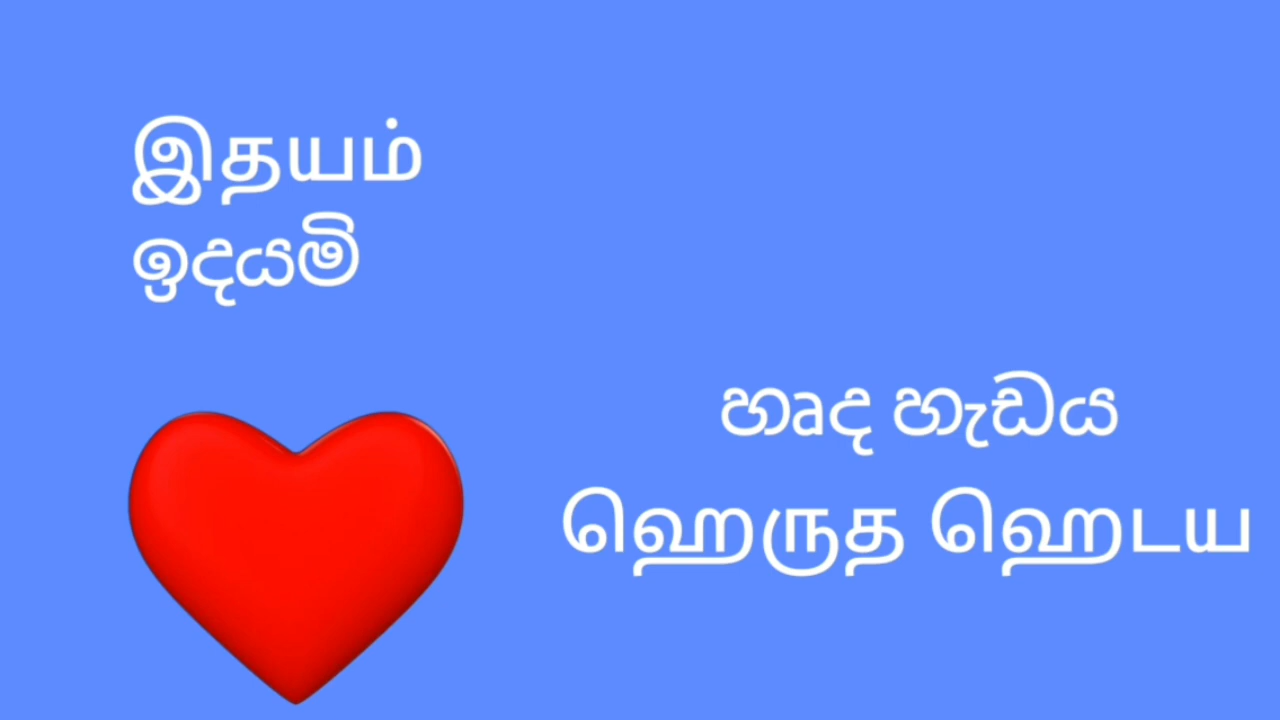 இதயம்
ඉදයම්
හෘද හැඩය
ஹெருத ஹெடய